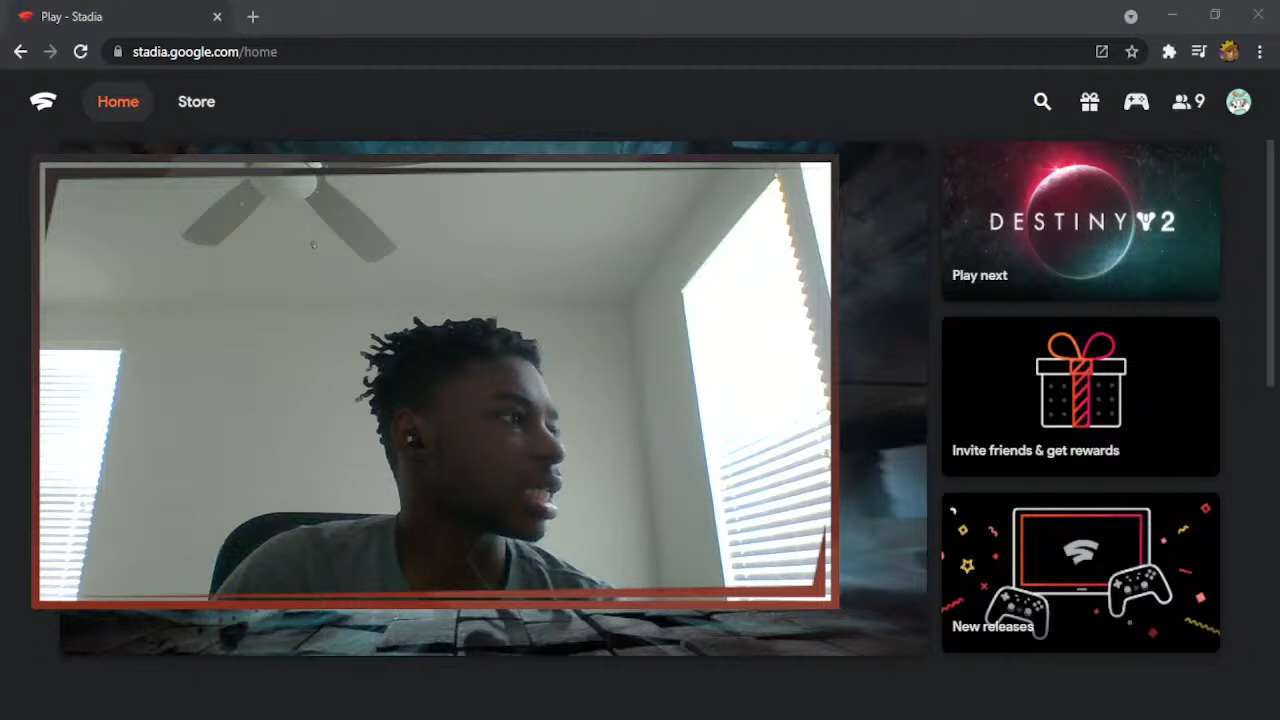 Play - Stadia
stadia.google.com/home
Home
Store
9
DESTINY 2
Play next
Invite friends & get rewards
New releases